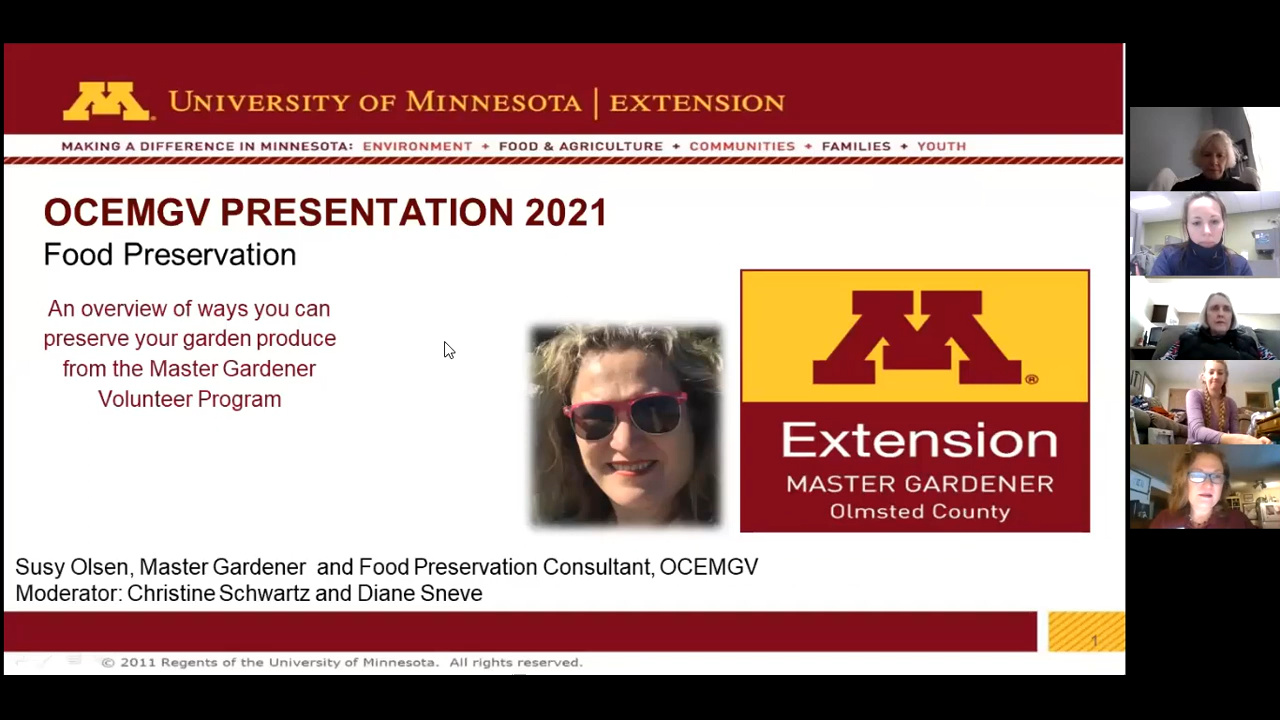 UNIVERSITY OF MINNESOTA | EXTENSION
MAKING A DIFFERENCE IN MINNESOTA: ENVIRONMENT + FOOD & AGRICULTURE + COMMUNITIES + FAMILIES + YOUTH
OCEMGV PRESENTATION 2021
Food Preservation
An overview of ways you can
preserve your garden produce
from the Master Gardener
Volunteer Program
M®
Extension
MASTER GARDENER
Olmsted County
Susy Olsen, Master Gardener and Food Preservation Consultant, OCEMGV
Moderator: Christine Schwartz and Diane Sneve
1
© 2011 Regents of the University of Minnesota. All rights reserved.